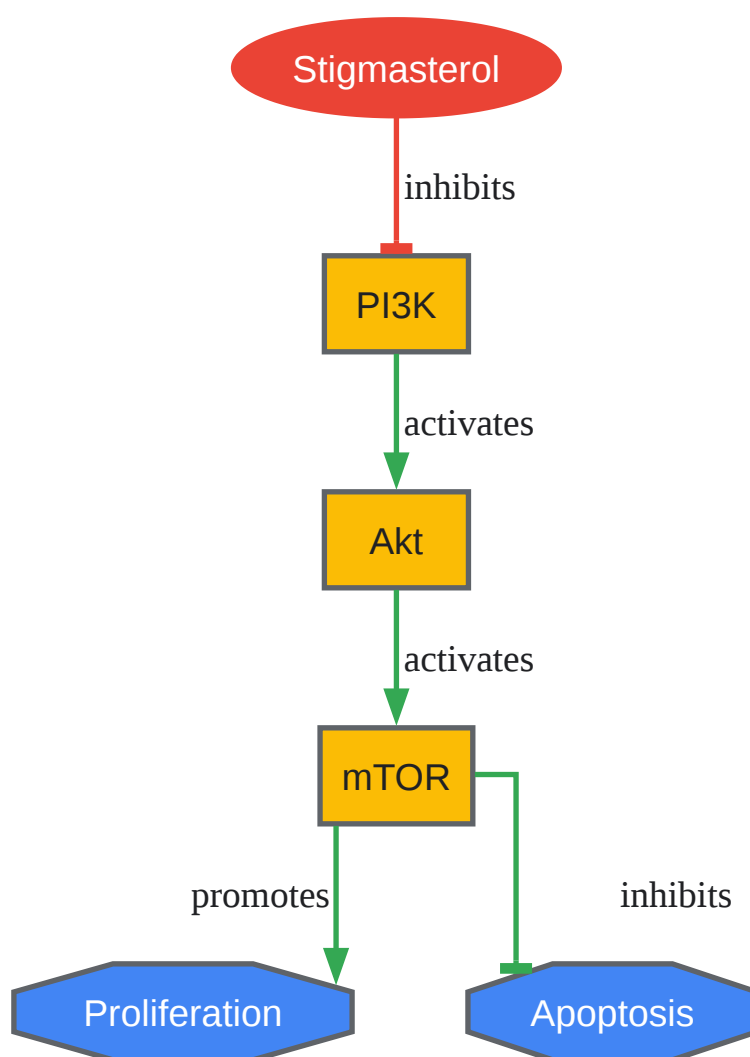 Stigmasterol
inhibits
PI3K
activates
Akt
activates
mTOR
promotes
inhibits
Proliferation
Apoptosis